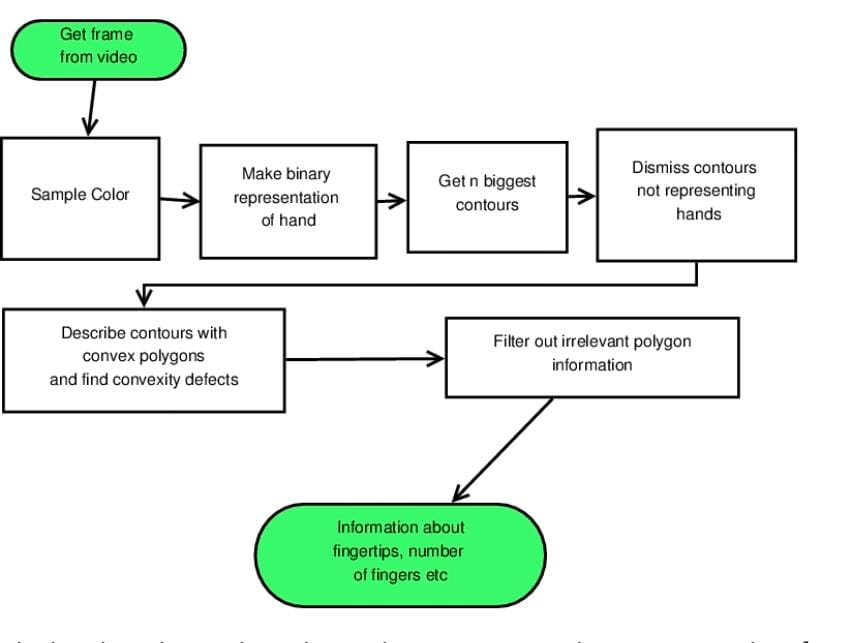 Get frame
from video
Sample Color
Make binary
representation
of hand
Get n biggest
contours
Dismiss contours
not representing
hands
Describe contours with
convex polygons
and find convexity defects
Filter out irrelevant polygon
information
Information about
fingertips, number
of fingers etc